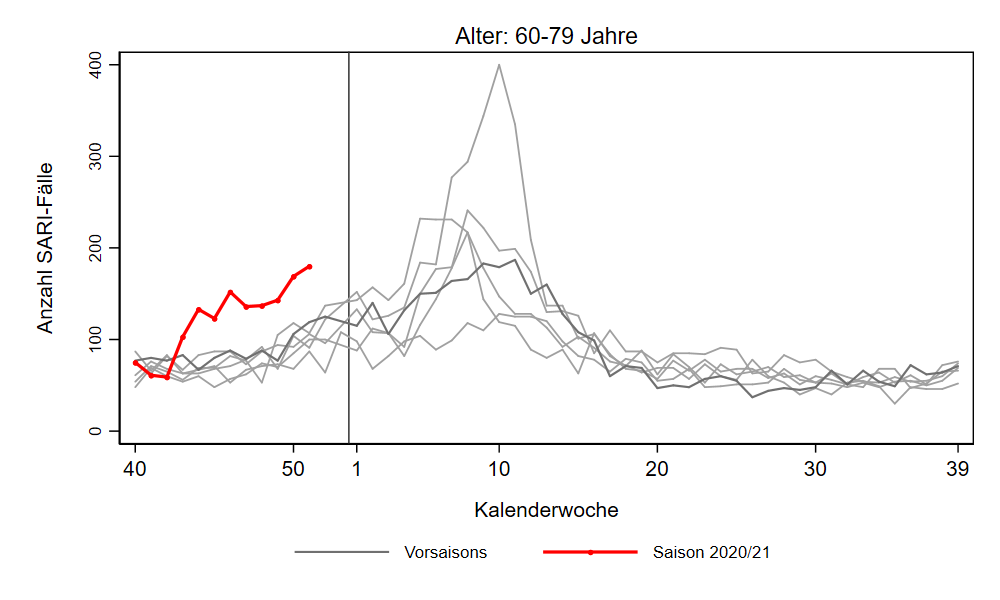 Alter: 60-79 Jahre
Anzahl SARI-Fälle
400
300
200
100
0
40 50 1 10 20 30 39
Kalenderwoche
Vorsaisons Saison 2020/21